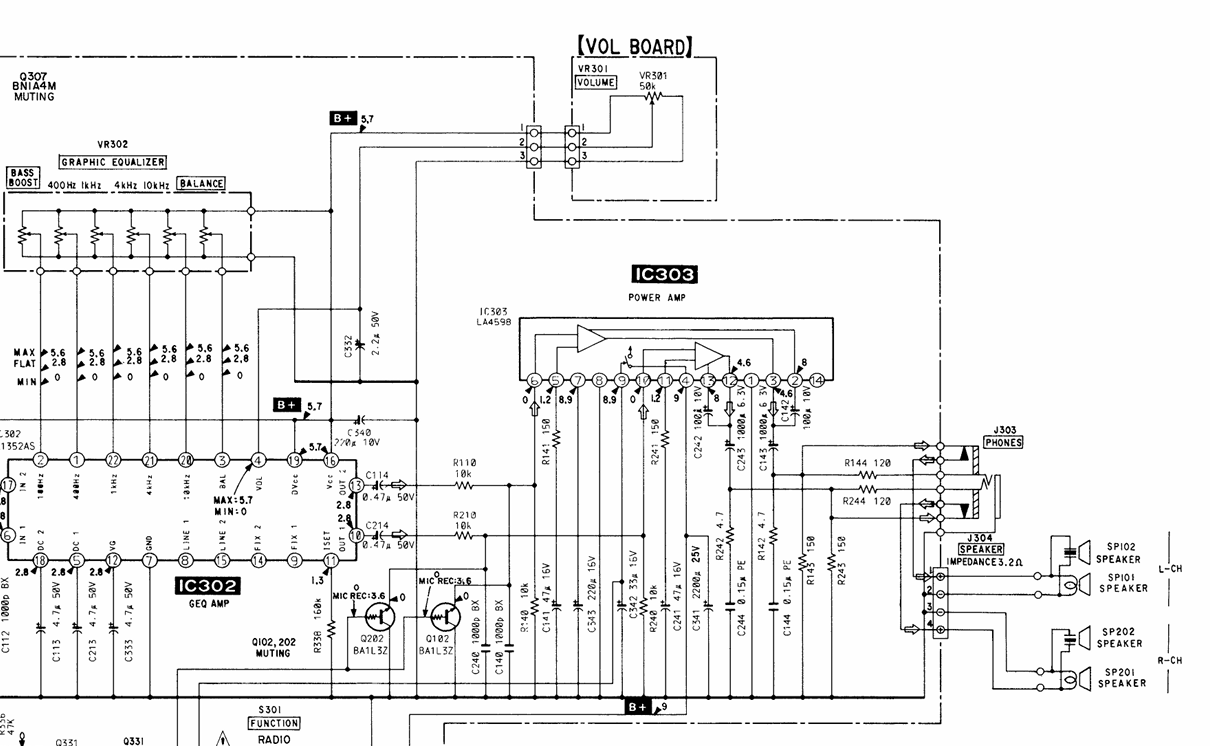 【VOL BOARD】
VR301
VOLUME
VR301
50k
Q307
BN1A4M
MUTING
B+ 5.7
1
2
3
1
2
3
VR302
GRAPHIC EQUALIZER
BASS
BOOST
400Hz 1kHz 4kHz 10kHz BALANCE
IC303
POWER AMP
IC303
LA4598
C332
2.2μ 50V
MAX 5.6 5.6 5.6 5.6 5.6 5.6
FLAT 2.8 2.8 2.8 2.8 2.8 2.8
MIN 0 0 0 0 0 0
4.6
8
6 5 7 8 9 10 11 4 13 12 1 3 2 14
0 1.2 8.9 8.9 0 1.2 9 8 4.6
B+ 5.7
C340
220μ 10V
5.7
2 1 22 21 20 3 4 19 16
17
IN 2
100Hz
400Hz
1kHz
4kHz
10kHz
BAL
VOL
DVcc
Vcc
OUT 2
13
MAX:5.7
MIN:0
2.8
2.8
C114
0.47μ 50V
R110
10k
C214
0.47μ 50V
R210
10k
6
IN 1
DC 2
DC 1
VG
GND
LINE 1
LINE 2
FIX 2
FIX 1
ISET
OUT 1
10
18 5 12 7 8 15 14 9 11
2.8 2.8 2.8
1.3
IC302
GEQ AMP
C112 1000p BX
C113 4.7μ 50V
C213 4.7μ 50V
C333 4.7μ 50V
R338 160k
0
MIC REC:3.6
0
Q202
BA1L3Z
0
MIC REC:3.6
0
Q102
BA1L3Z
Q102, 202
MUTING
C240 1000p BX
C140 1000p BX
R140 10k
R141 150
C141 47μ 16V
C343 220μ 16V
C342 33μ 16V
R240 10k
R241 150
C241 47μ 16V
C341 2200μ 25V
C242 100μ 10V
C243 1000μ 6.3V
C143 1000μ 6.3V
C142
100μ 10V
R242 4.7
C244 0.15μ PE
R142 4.7
C144 0.15μ PE
R143 150
R243 150
R144 120
R244 120
J303
PHONES
J304
SPEAKER
IMPEDANCE3.2Ω
1
2
3
4
SP102
SPEAKER
SP101
SPEAKER
L-CH
SP202
SPEAKER
SP201
SPEAKER
R-CH
B+ 9
S301
FUNCTION
RADIO
47K
0
Q331
Q331